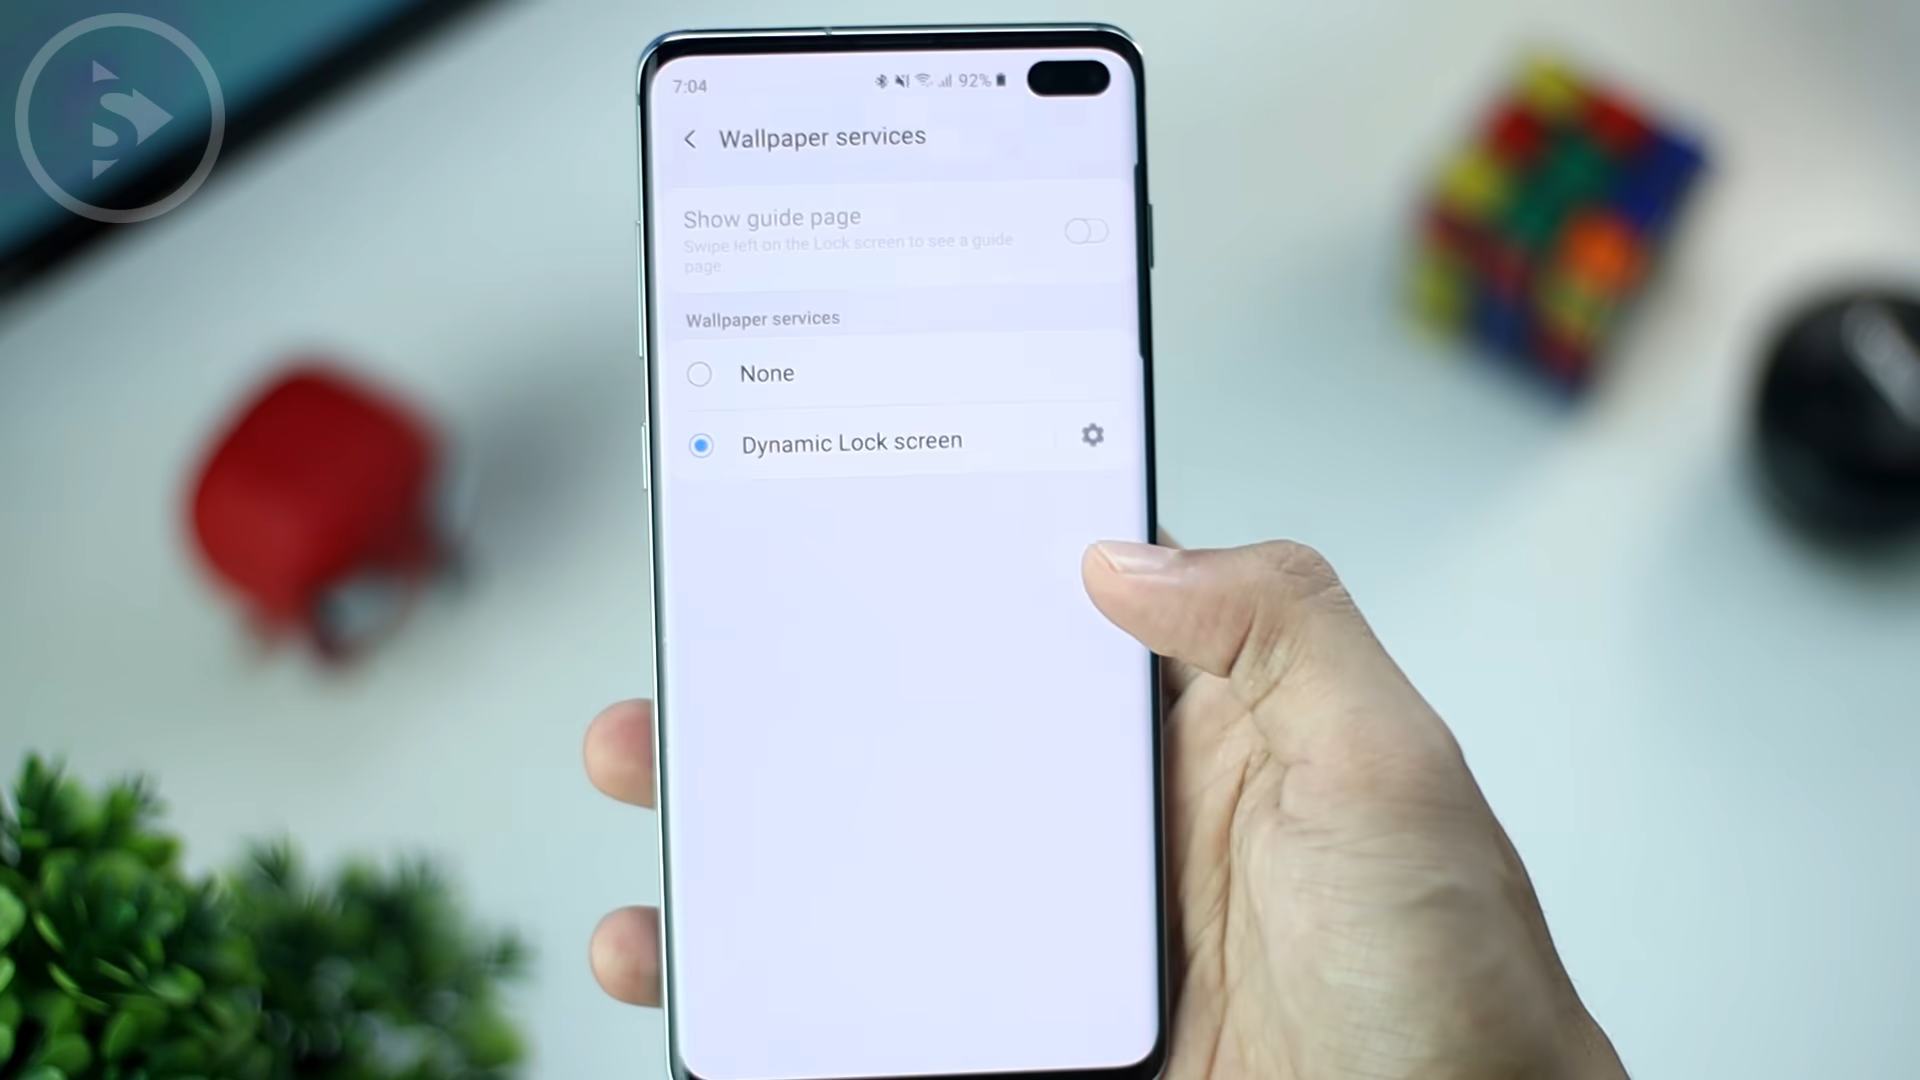 S
7:04 92%
Wallpaper services
Show guide page
Swipe left on the Lock screen to see a guide
page.
Wallpaper services
None
Dynamic Lock screen